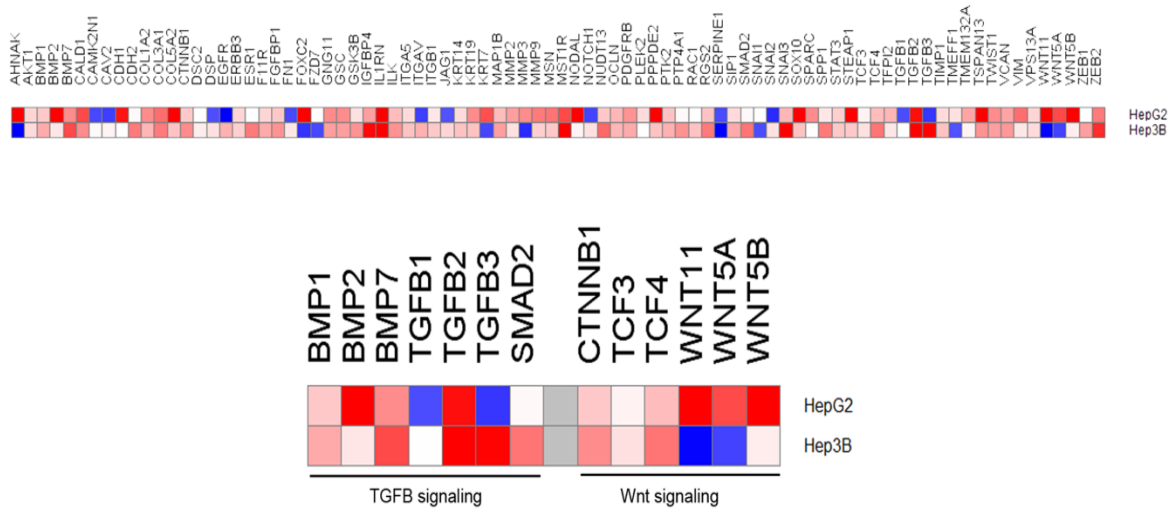 AHNAK AKT1 BMP1 BMP2 BMP7 CALD1 CAMK2N1 CAV2 CDH1 CDH2 COL1A2 COL3A1 COL5A2 CTNNB1 DSC2 DSP EGFR ERBB3 ESR1 F11R FGFBP1 FN1 FOXC2 FZD7 GNG11 GSC GSK3B IGFBP4 IL1RN ILK ITGA5 ITGAV ITGB1 JAG1 KRT14 KRT19 KRT7 MAP1B MMP2 MMP3 MMP9 MSN MST1R NODAL NOTCH1 NUDT13 OCLN PDGFRB PLEK2 PPPDE2 PTK2 PTP4A1 RAC1 RGS2 SERPINE1 SIP1 SMAD2 SNAI1 SNAI2 SNAI3 SOX10 SPARC SPP1 STAT3 STEAP1 TCF3 TCF4 TFPI2 TGFB1 TGFB2 TGFB3 TIMP1 TMEFF1 TMEM132A TSPAN13 TWIST1 VCAN VIM VPS13A WNT11 WNT5A WNT5B ZEB1 ZEB2
HepG2
Hep3B
BMP1 BMP2 BMP7 TGFB1 TGFB2 TGFB3 SMAD2 CTNNB1 TCF3 TCF4 WNT11 WNT5A WNT5B
HepG2
Hep3B
TGFB signaling Wnt signaling